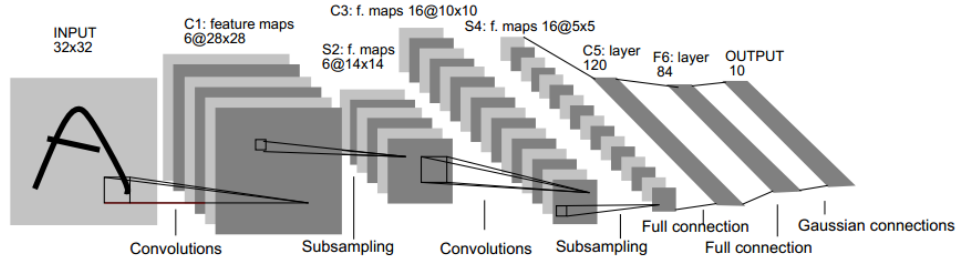 INPUT
32x32
C1: feature maps
6@28x28
S2: f. maps
6@14x14
C3: f. maps 16@10x10
S4: f. maps 16@5x5
C5: layer
120
F6: layer
84
OUTPUT
10
Convolutions
Subsampling
Convolutions
Subsampling
Full connection
Full connection
Gaussian connections
A